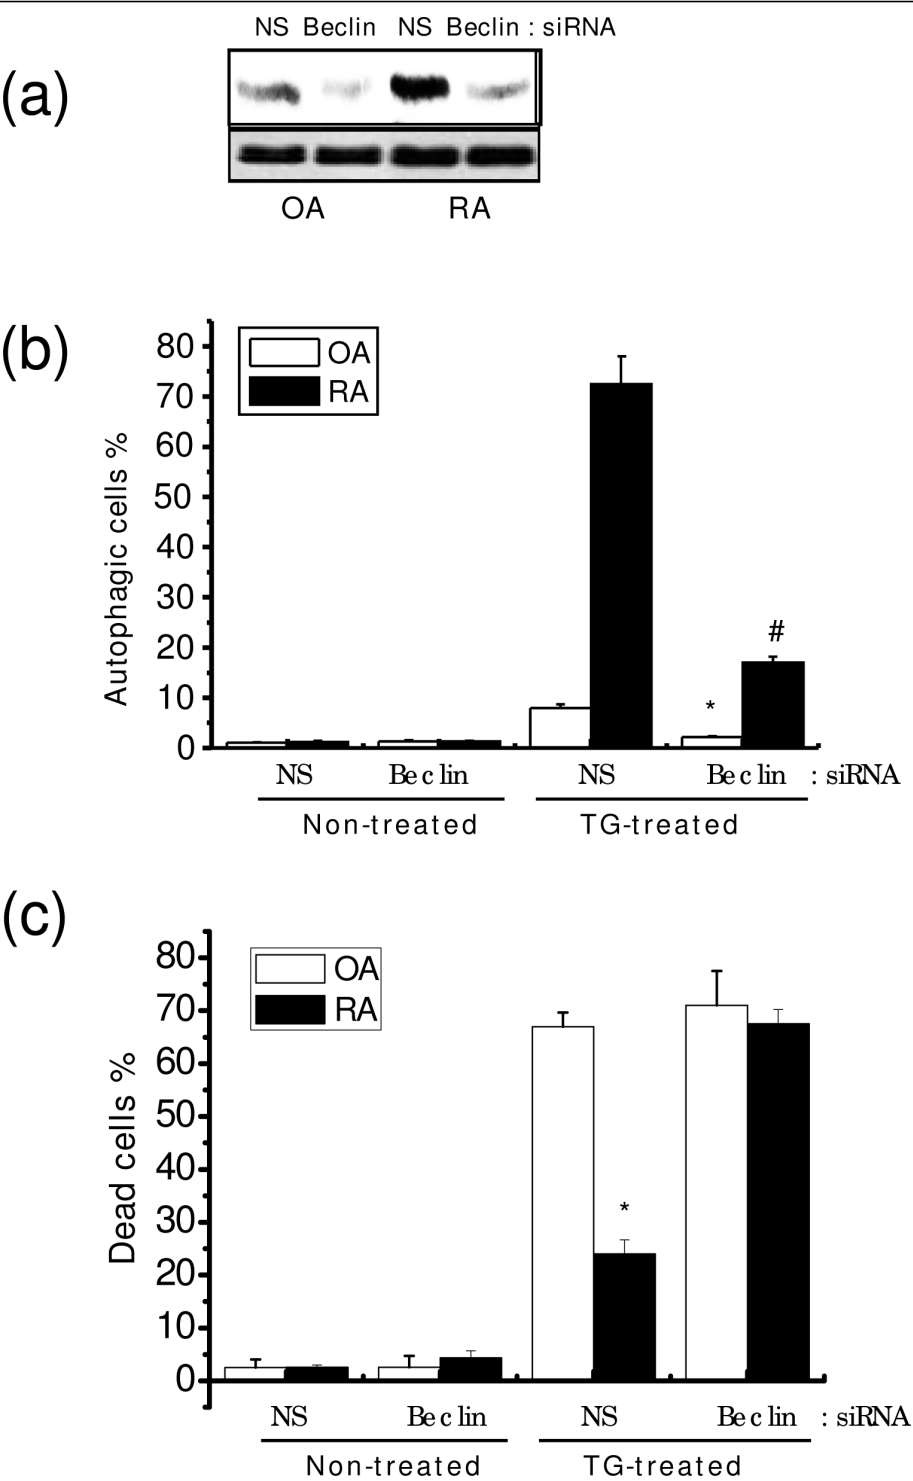 (a)
NS Beclin NS Beclin : siRNA
OA RA
(b)
OA
RA
80
70
60
50
40
30
20
10
0
Autophagic cells %
#
*
NS Beclin NS Beclin : siRNA
Non-treated TG-treated
(c)
OA
RA
80
70
60
50
40
30
20
10
0
Dead cells %
*
NS Beclin NS Beclin : siRNA
Non-treated TG-treated